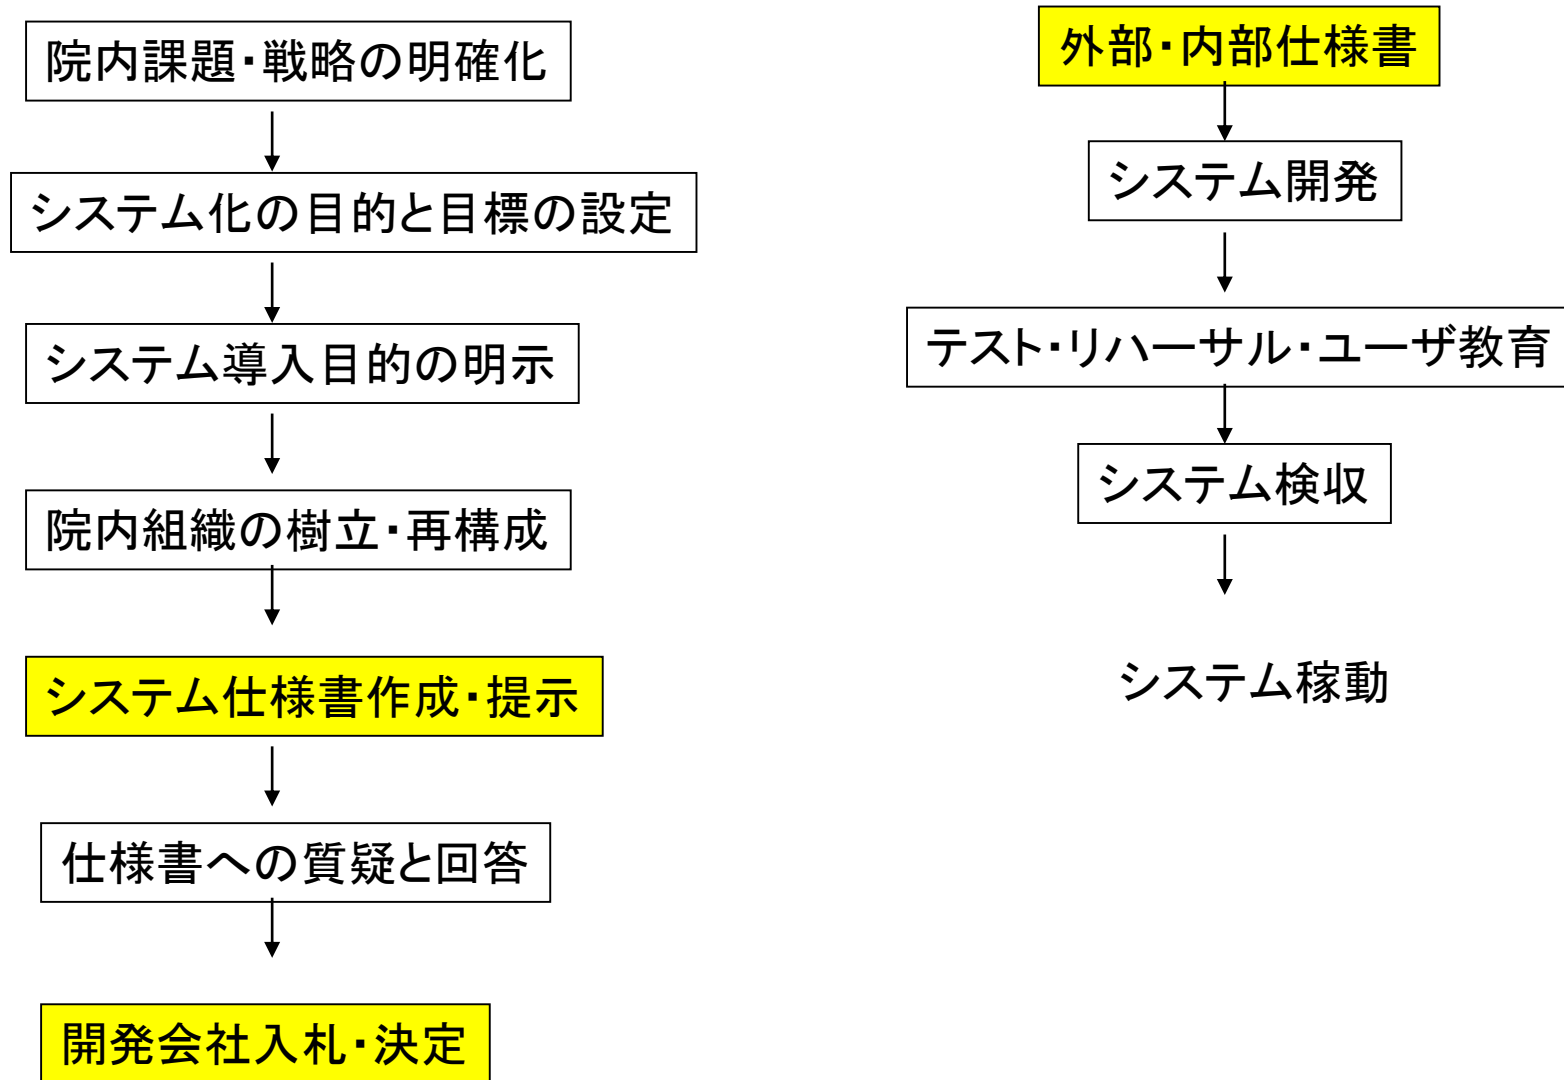 院内課題・戦略の明確化
システム化の目的と目標の設定
システム導入目的の明示
院内組織の樹立・再構成
システム仕様書作成・提示
仕様書への質疑と回答
開発会社入札・決定
外部・内部仕様書
システム開発
テスト・リハーサル・ユーザ教育
システム検収
システム稼動